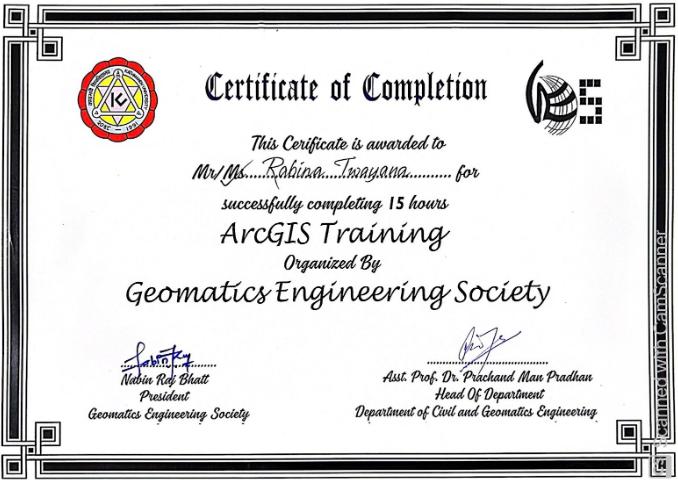 Certificate of Completion
This Cerificate is awarded to
Mr/Ms.....Rabina....Twayana........... for
successfully completing 15 hours
ArcGIS Training
Organized By
Geomatics Engineering Society
Nabin Raj Bhatt
President
Geomatics Engineering Society
Asst. Prof. Dr. Prachand Man Pradhan
Head Of Department
Department of Civil and Geomatics Engineering
Scanned with CamScanner